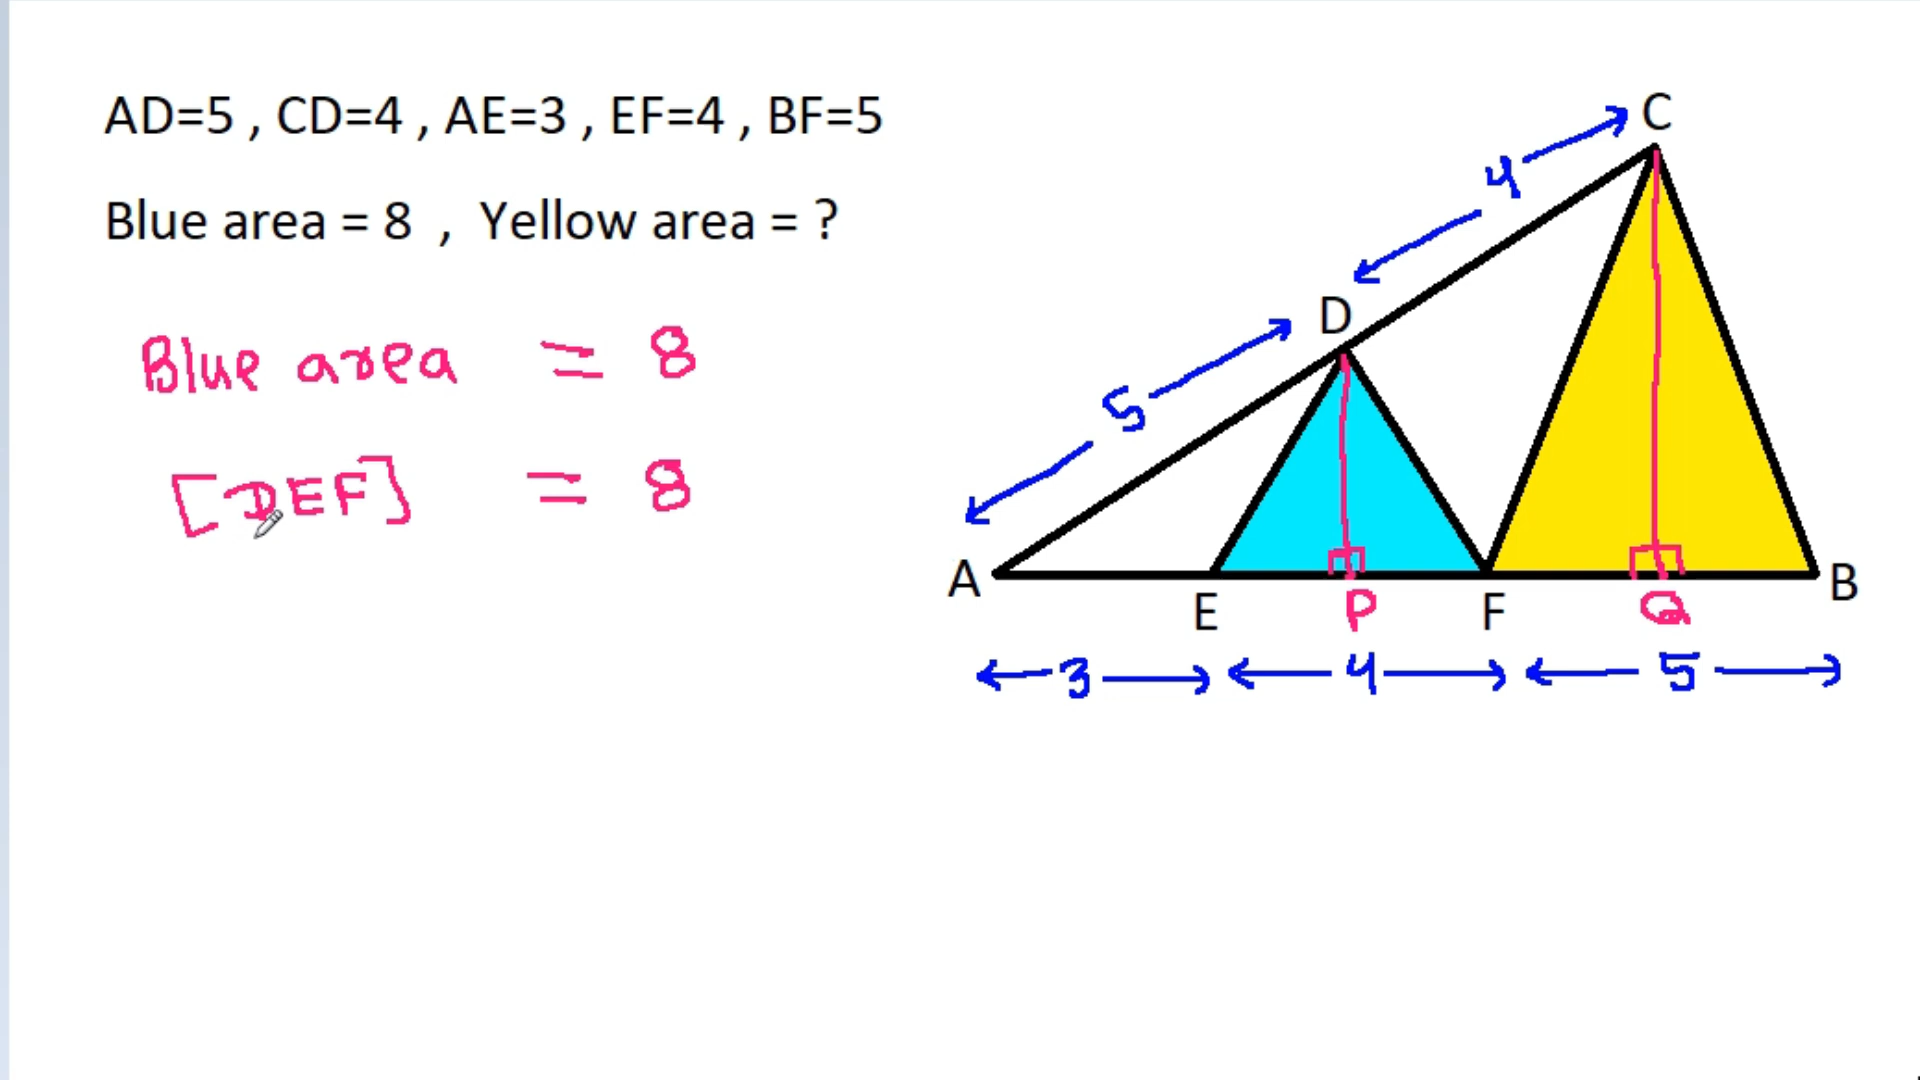 AD=5 , CD=4 , AE=3 , EF=4 , BF=5
Blue area = 8 , Yellow area = ?
Blue area = 8
[DEF] = 8
C
4
D
5
A
E
P
F
Q
B
3
4
5